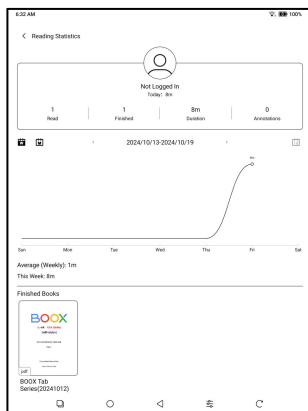 6:32 AM 100%
Reading Statistics
Not Logged In
Today: 8m
1 1 8m 0
Read Finished Duration Annotations
2024/10/13-2024/10/19
8m
Sun Mon Tue Wed Thu Fri Sat
Average (Weekly): 1m
This Week: 8m
Finished Books
BOOX
pdf
BOOX Tab
Series(20241012)